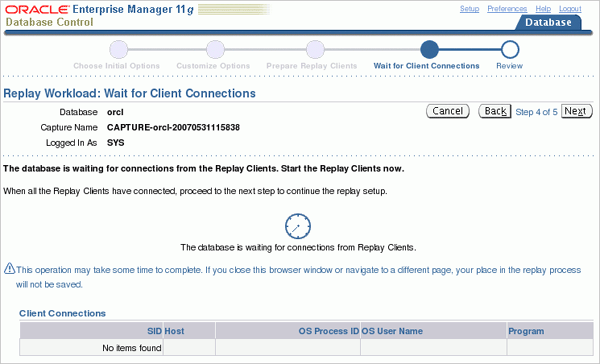 ORACLE Enterprise Manager 11g
Database Control
Setup Preferences Help Logout
Database
Choose Initial Options Customize Options Prepare Replay Clients Wait for Client Connections Review
Replay Workload: Wait for Client Connections
Database orcl
Capture Name CAPTURE-orcl-20070531115838
Logged In As SYS
Cancel Back Step 4 of 5 Next
The database is waiting for connections from the Replay Clients. Start the Replay Clients now.
When all the Replay Clients have connected, proceed to the next step to continue the replay setup.
The database is waiting for connections from Replay Clients.
This operation may take some time to complete. If you close this browser window or navigate to a different page, your place in the replay process
will not be saved.
Client Connections
SID Host OS Process ID OS User Name Program
No items found